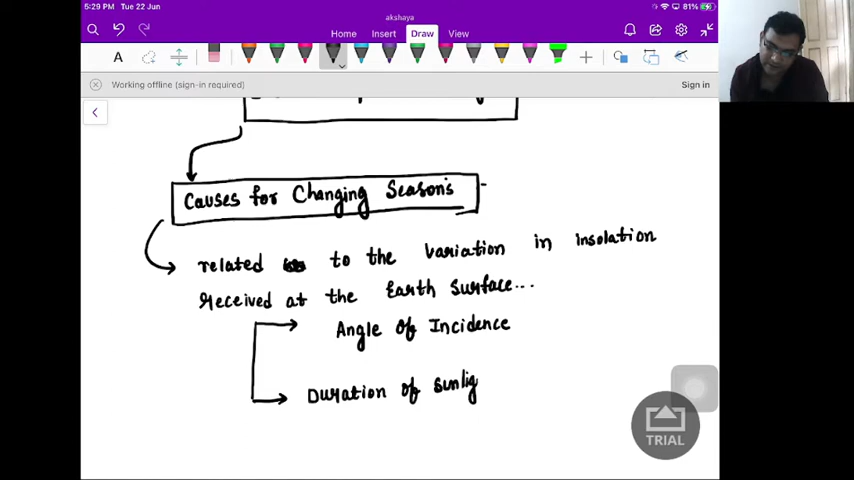 5:29 PM Tue 22 Jun
81%
akshaya
Home Insert Draw View
A
Working offline (sign-in required) Sign in
Causes for Changing Seasons
related to the variation in insolation
received at the Earth Surface...
Angle of Incidence
Duration of sunlig
TRIAL